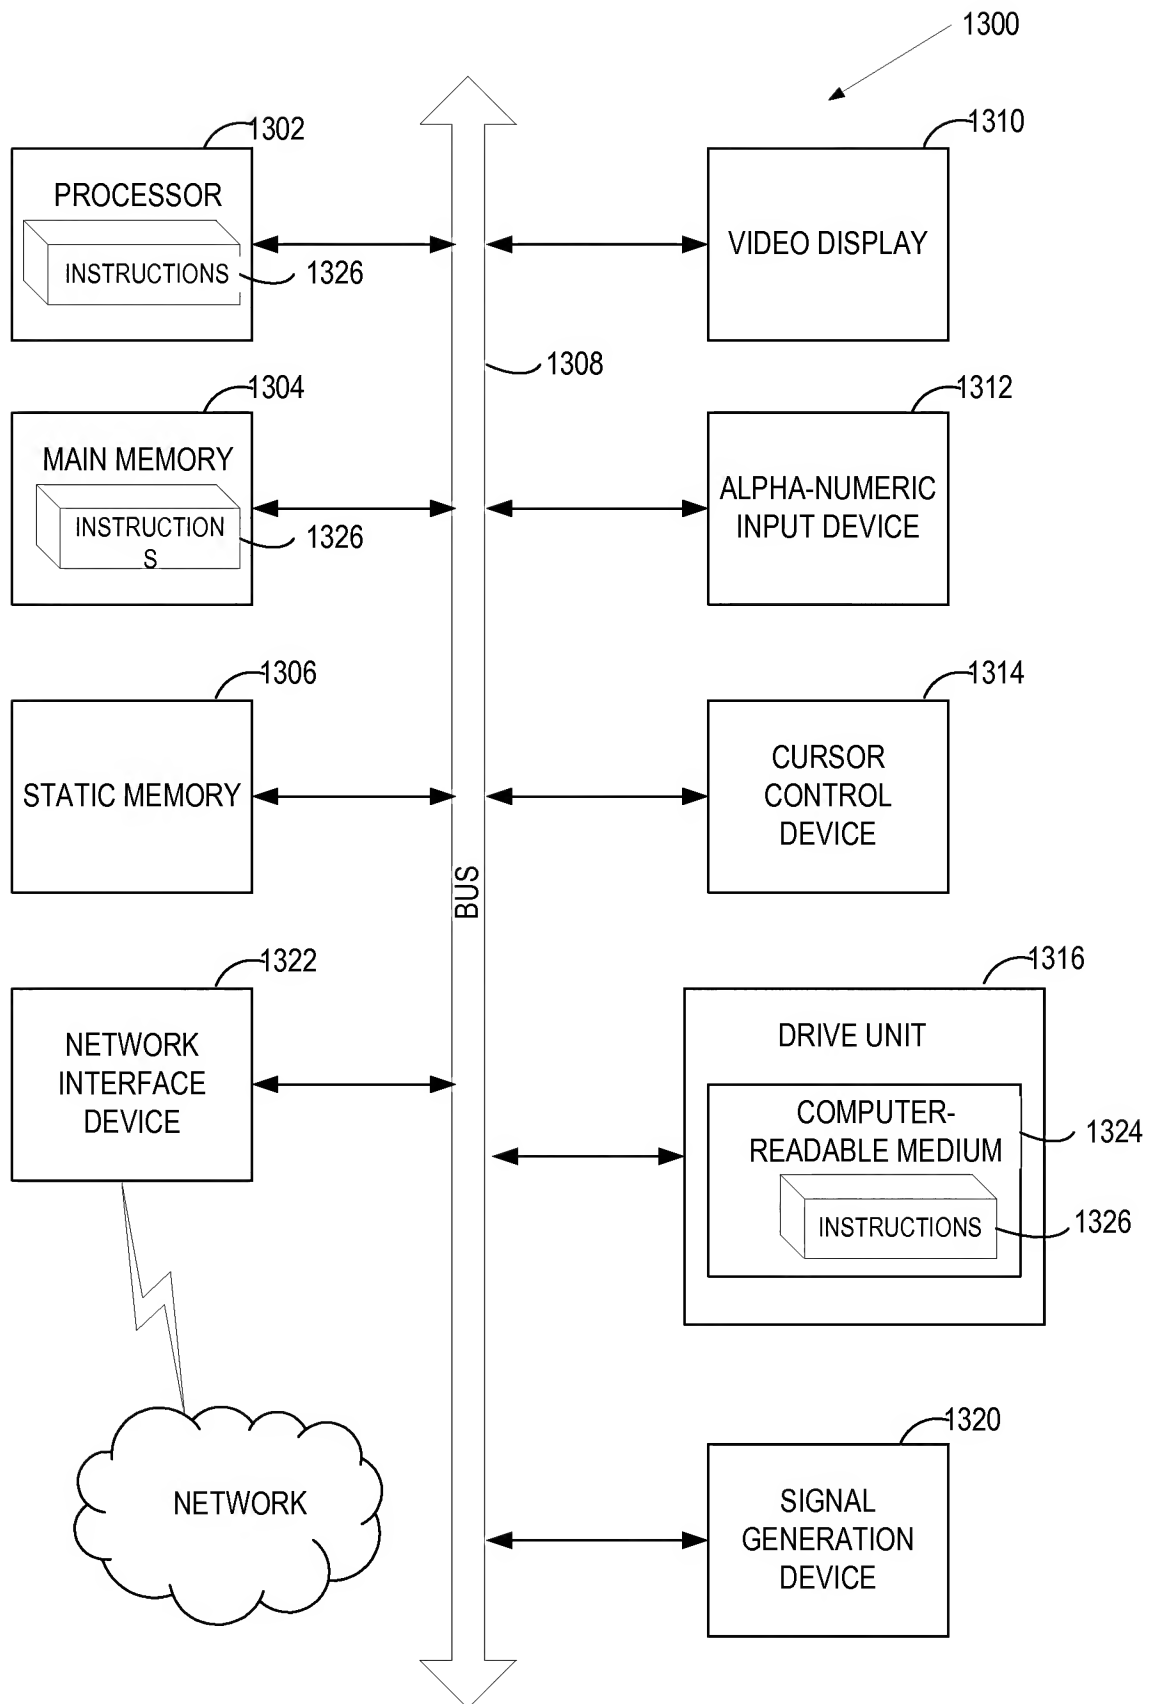 1300
1302
PROCESSOR
INSTRUCTIONS
1326
1310
VIDEO DISPLAY
1308
1304
MAIN MEMORY
INSTRUCTION
S
1326
1312
ALPHA-NUMERIC
INPUT DEVICE
1306
STATIC MEMORY
1314
CURSOR
CONTROL
DEVICE
BUS
1322
NETWORK
INTERFACE
DEVICE
1316
DRIVE UNIT
COMPUTER-
READABLE MEDIUM
1324
INSTRUCTIONS
1326
NETWORK
1320
SIGNAL
GENERATION
DEVICE